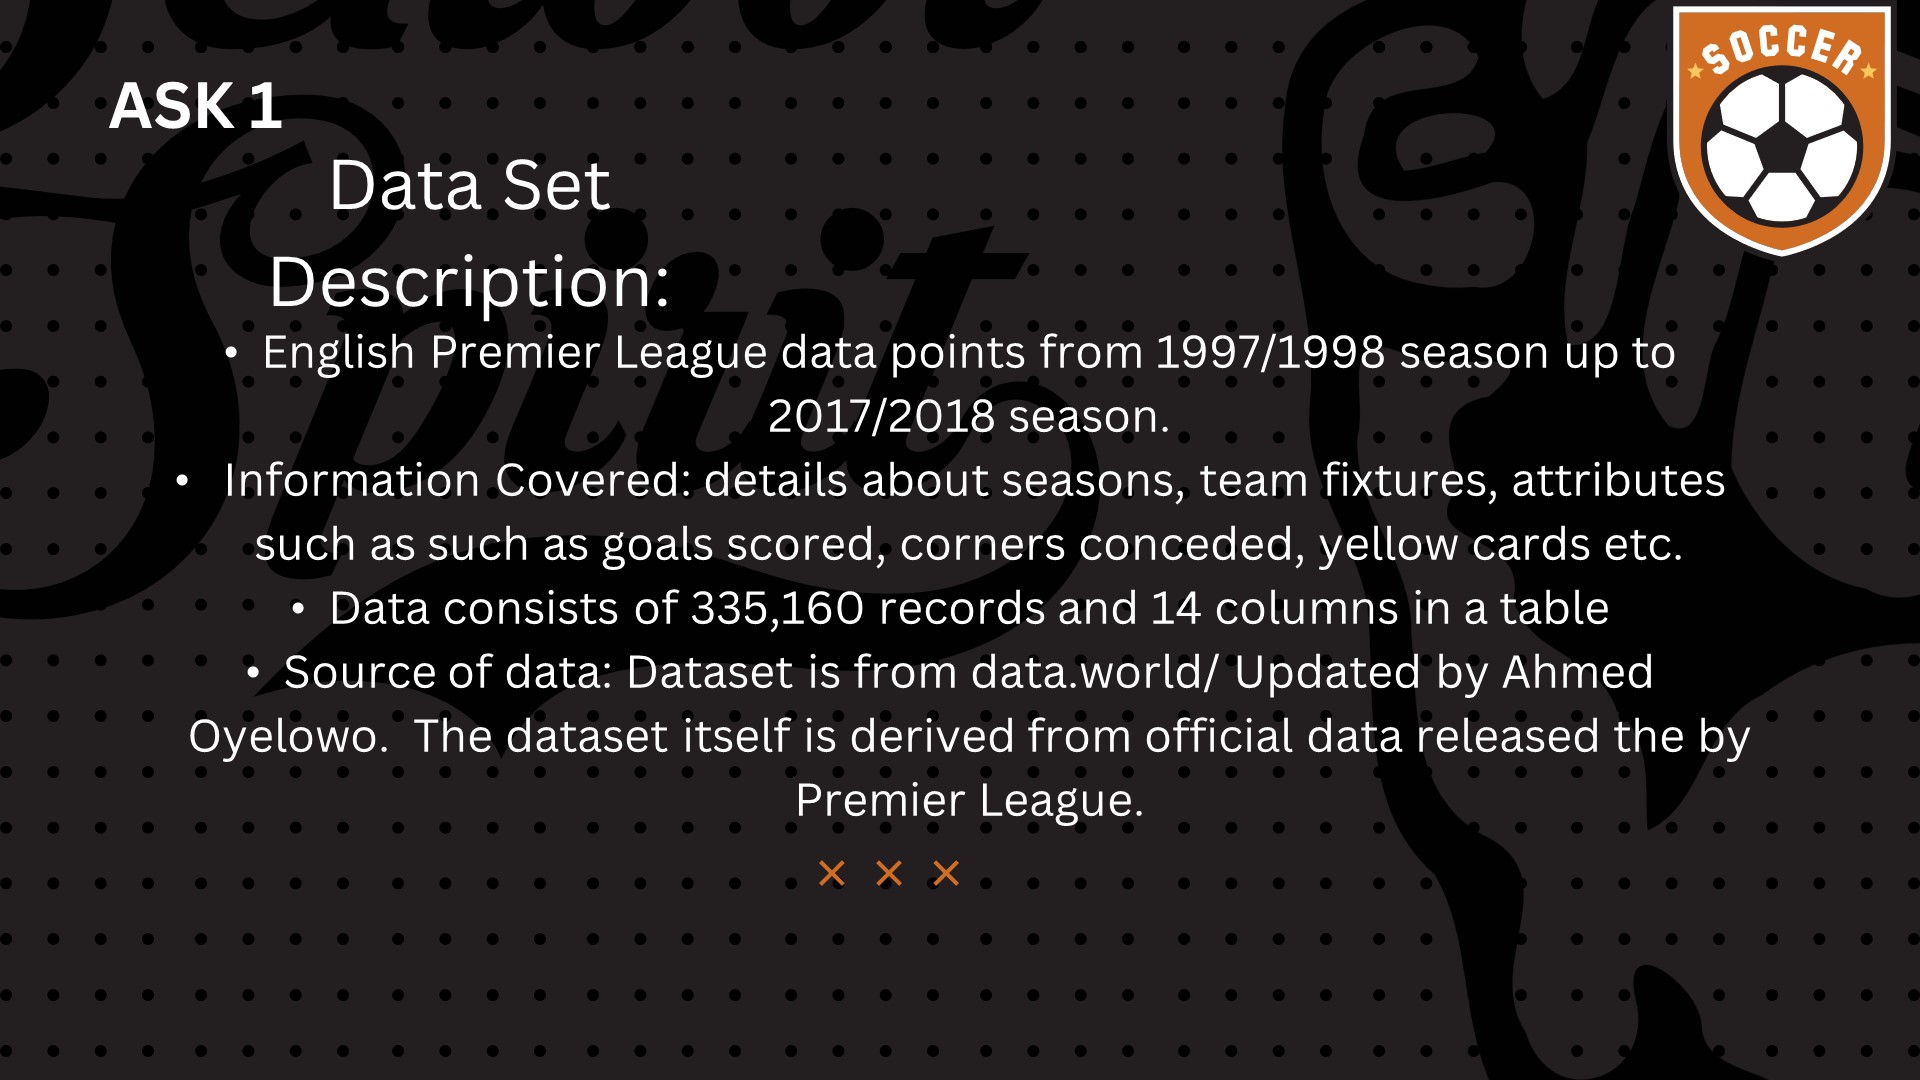 SOCCER
ASK 1
Data Set
Description:
• English Premier League data points from 1997/1998 season up to
2017/2018 season.
• Information Covered: details about seasons, team fixtures, attributes
such as such as goals scored, corners conceded, yellow cards etc.
• Data consists of 335,160 records and 14 columns in a table
• Source of data: Dataset is from data.world/ Updated by Ahmed
Oyelowo. The dataset itself is derived from official data released the by
Premier League.
Spirit